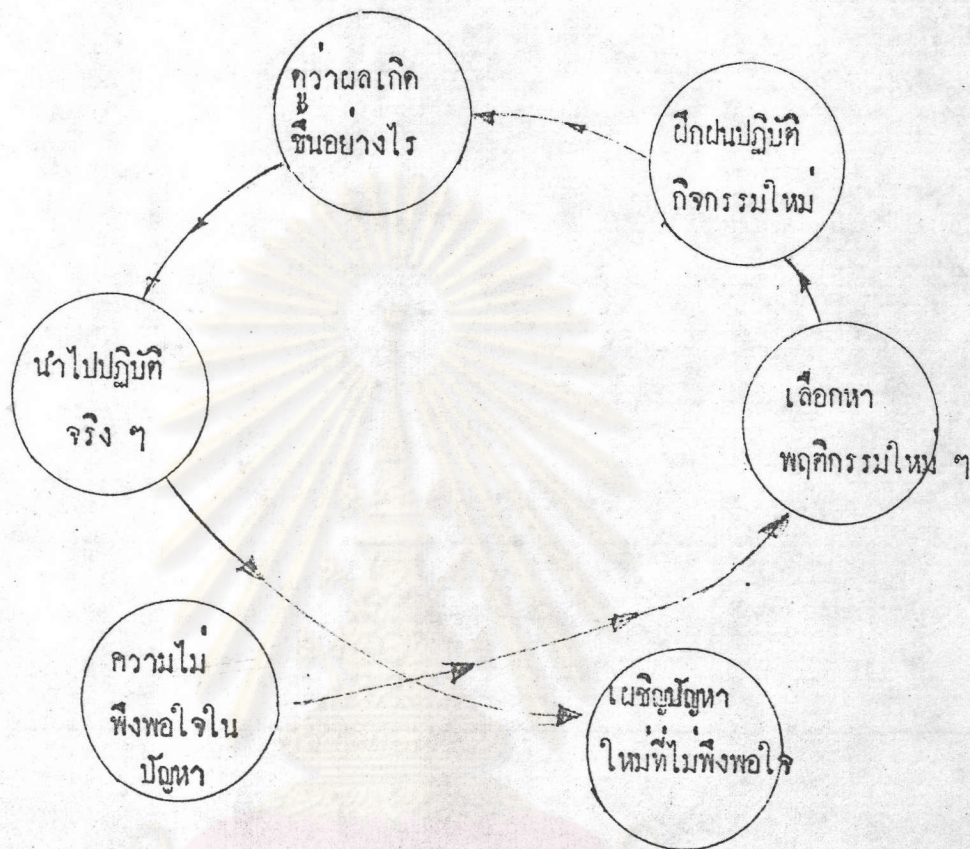 ดูว่าผลเกิด
ขึ้นอย่างไร
ฝึกฝนปฏิบัติ
กิจกรรมใหม่
นำไปปฏิบัติ
จริง ๆ
เลือกหา
พฤติกรรมใหม่ ๆ
ความไม่
พึงพอใจใน
ปัญหา
เผชิญปัญหา
ใหม่ที่ไม่พึงพอใจ